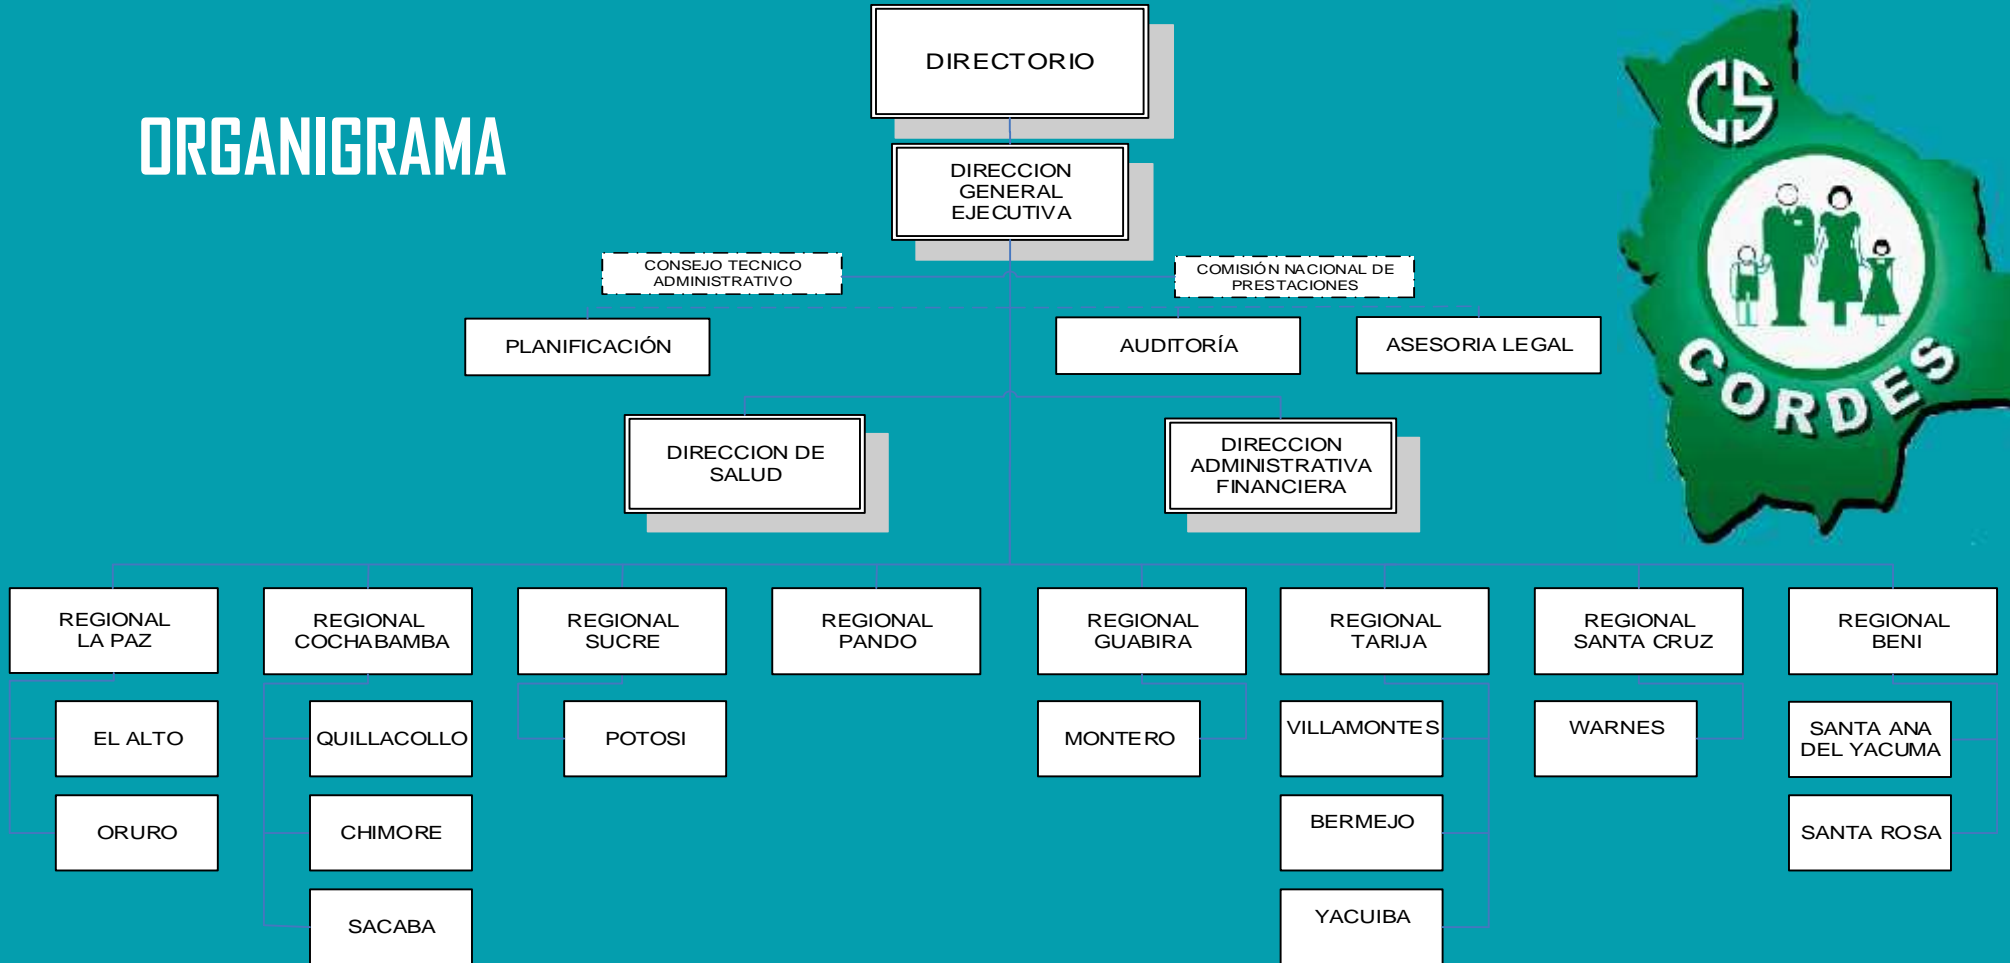 ORGANIGRAMA
DIRECTORIO
DIRECCION
GENERAL
EJECUTIVA
CONSEJO TECNICO
ADMINISTRATIVO
COMISIÓN NACIONAL DE
PRESTACIONES
PLANIFICACIÓN
AUDITORÍA
ASESORIA LEGAL
DIRECCION DE
SALUD
DIRECCION
ADMINISTRATIVA
FINANCIERA
REGIONAL
LA PAZ
REGIONAL
COCHABAMBA
REGIONAL
SUCRE
REGIONAL
PANDO
REGIONAL
GUABIRA
REGIONAL
TARIJA
REGIONAL
SANTA CRUZ
REGIONAL
BENI
EL ALTO
QUILLACOLLO
POTOSI
MONTERO
VILLAMONTES
WARNES
SANTA ANA
DEL YACUMA
ORURO
CHIMORE
BERMEJO
SANTA ROSA
SACABA
YACUIBA
CS
CORDES